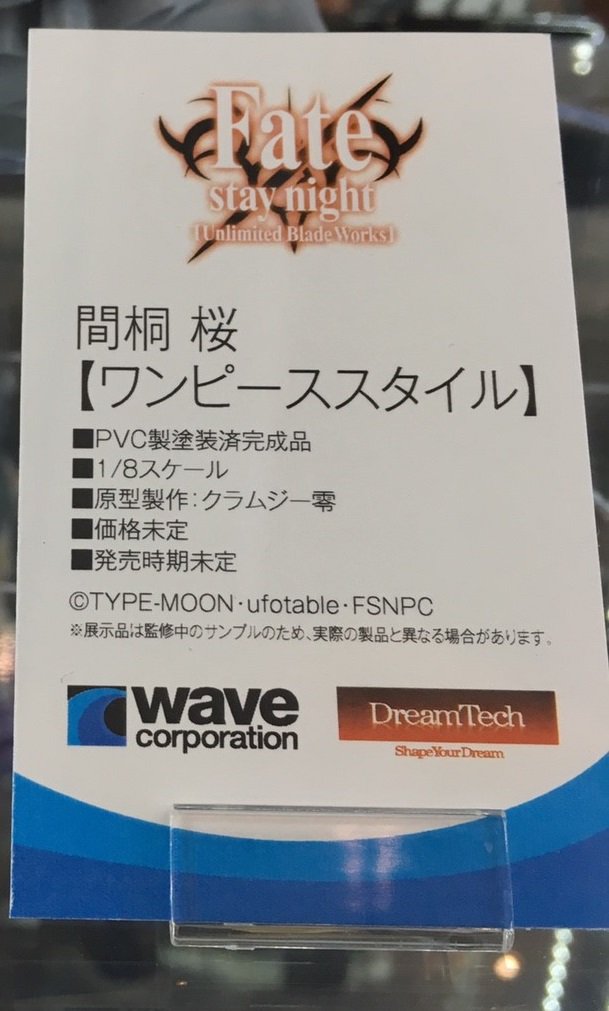 Fate
stay night
[Unlimited Blade Works]
間桐 桜
【ワンピーススタイル】
■PVC製塗装済完成品
■1/8スケール
■原型製作：クラムジー零
■価格未定
■発売時期未定
©TYPE-MOON・ufotable・FSNPC
※展示品は監修中のサンプルのため、実際の製品と異なる場合があります。
wave
corporation
DreamTech
ShapeYourDream